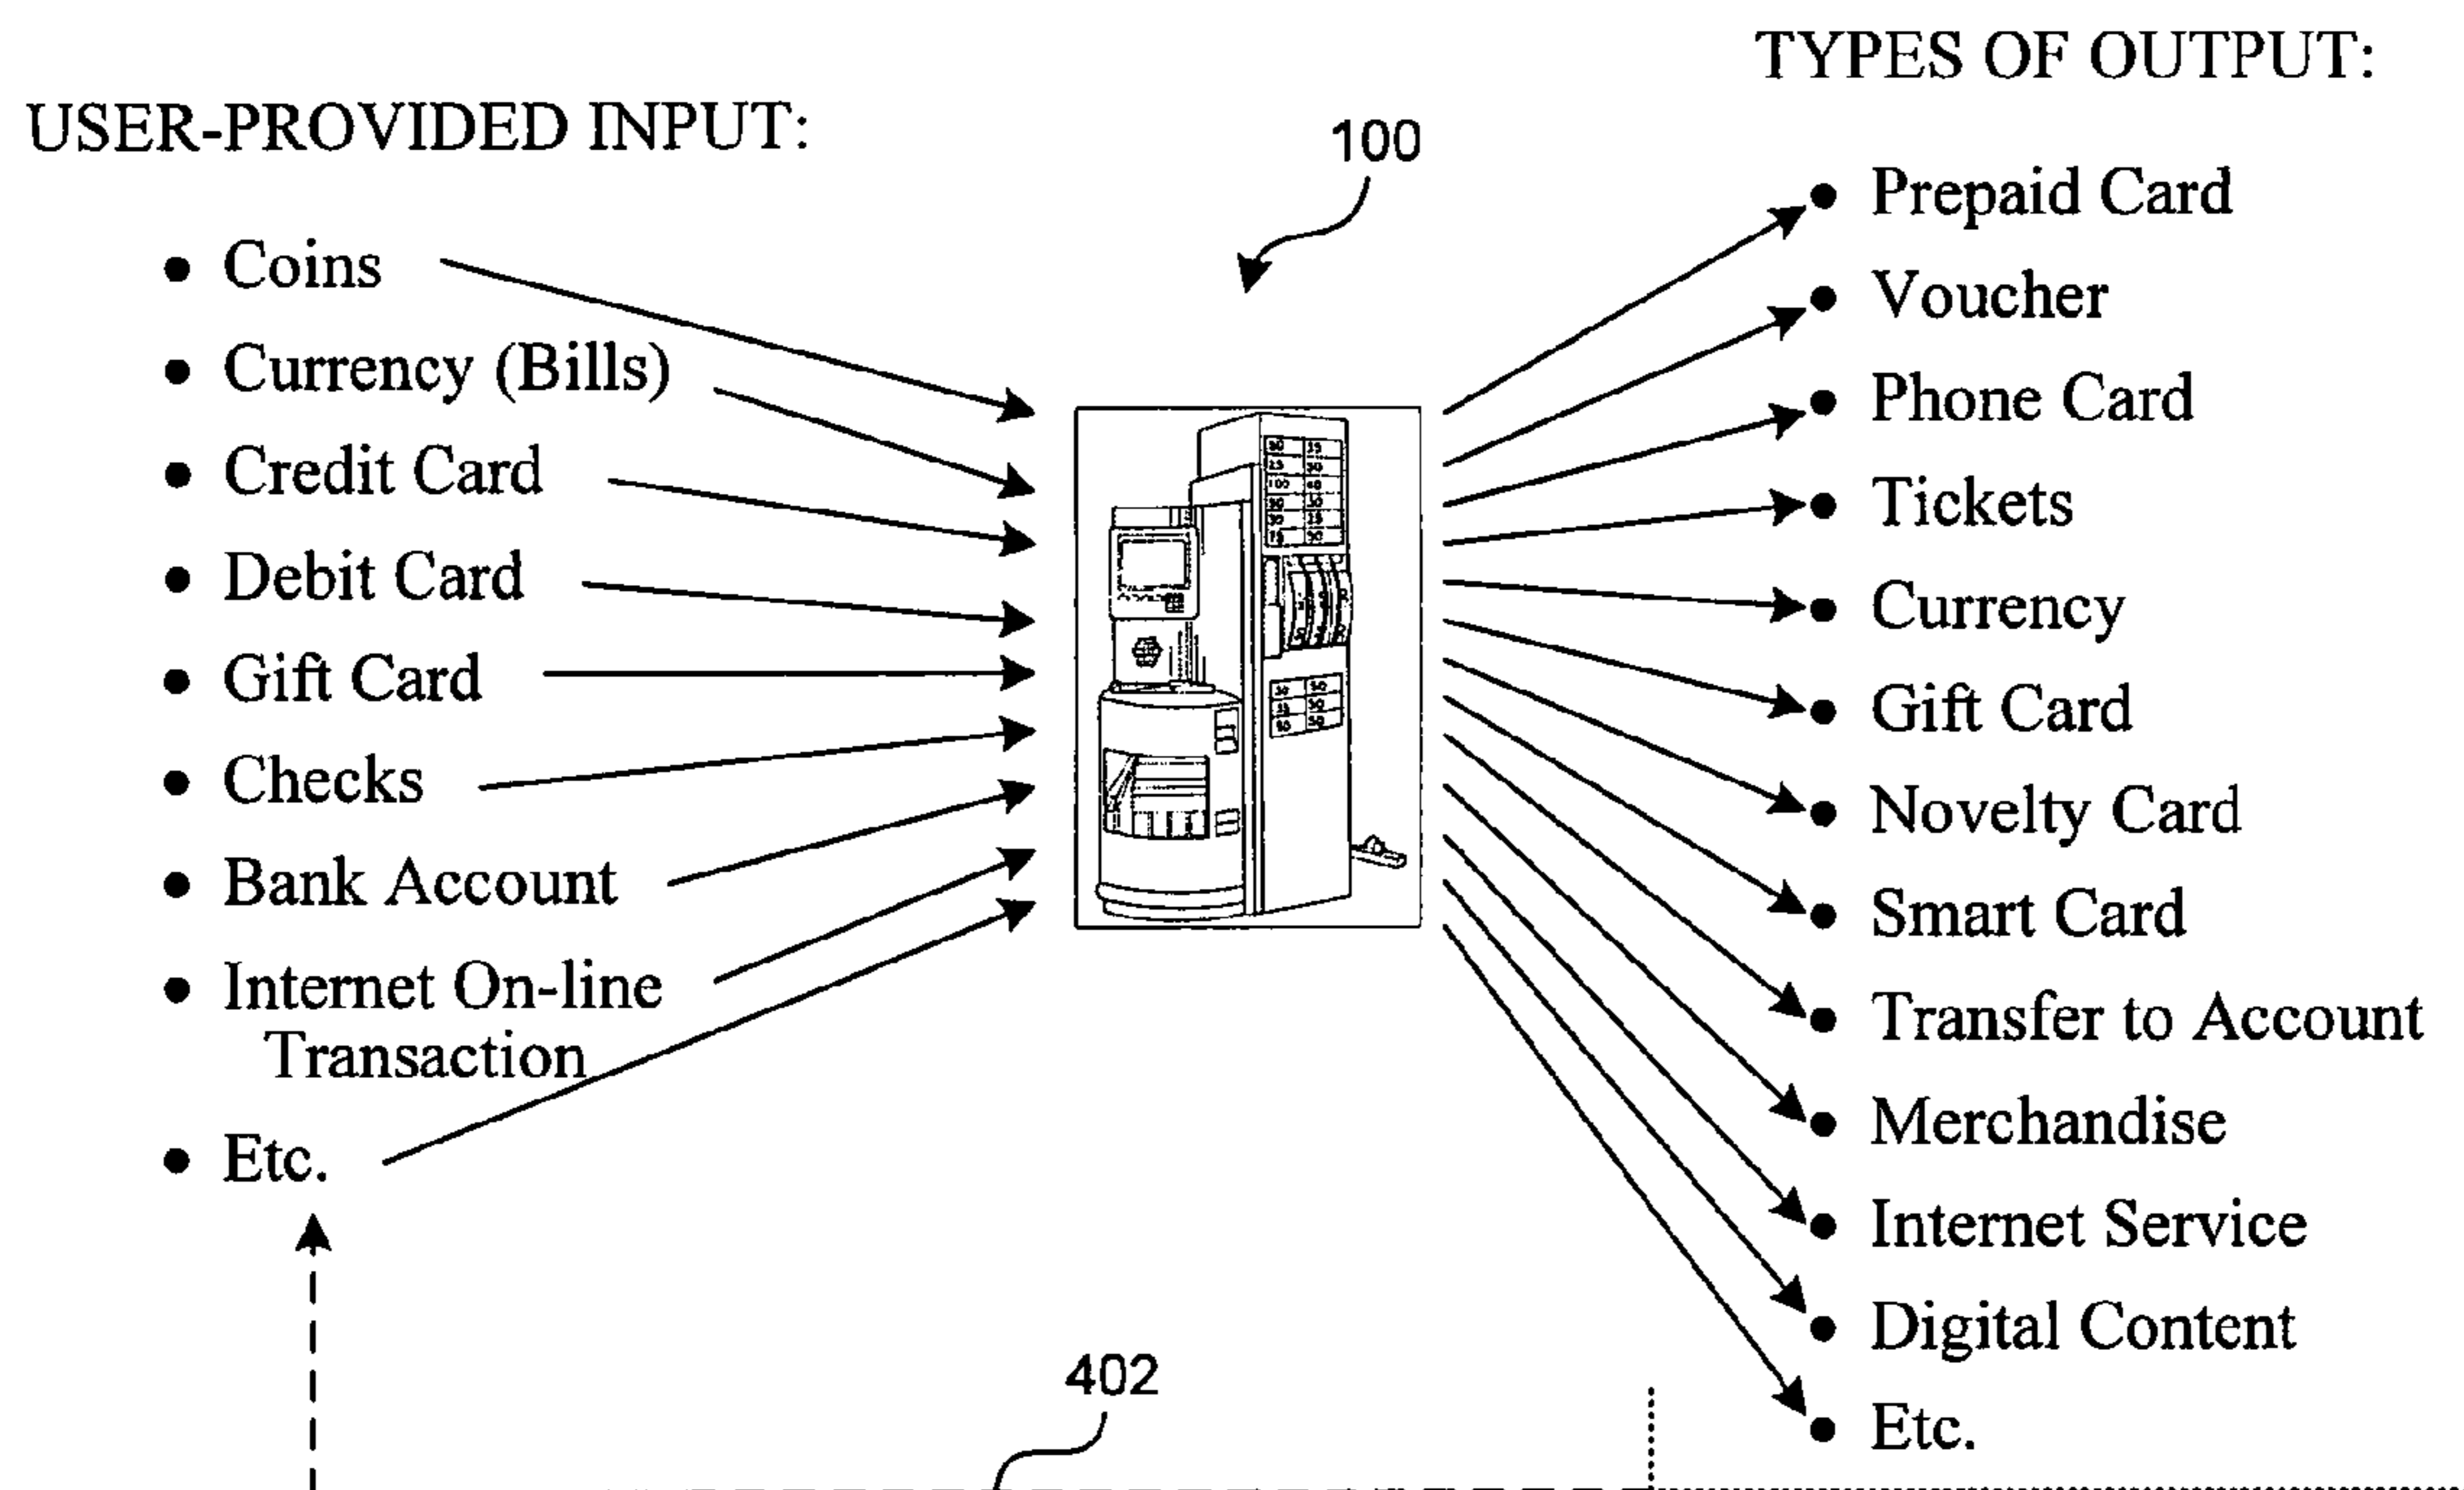 TYPES OF OUTPUT:
USER-PROVIDED INPUT:
100
• Coins
• Currency (Bills)
• Credit Card
• Debit Card
• Gift Card
• Checks
• Bank Account
• Internet On-line
Transaction
• Etc.
• Prepaid Card
• Voucher
• Phone Card
• Tickets
• Currency
• Gift Card
• Novelty Card
• Smart Card
• Transfer to Account
• Merchandise
• Internet Service
• Digital Content
• Etc.
402